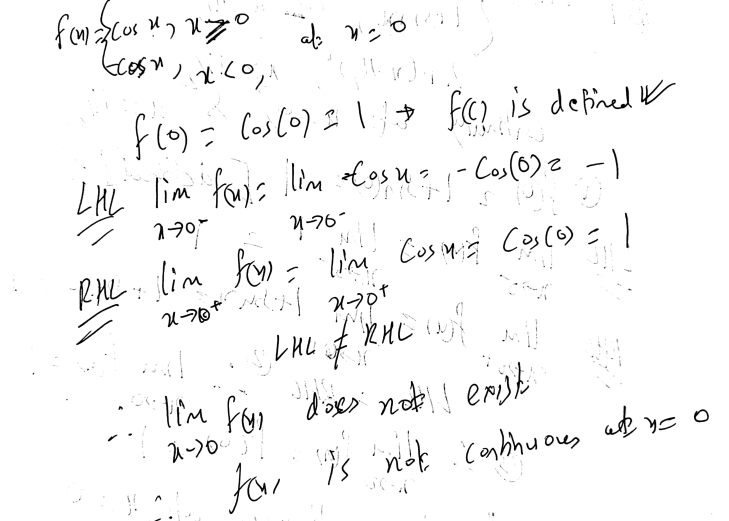 f(x) = { cos x, x ≥ 0 at x = 0
{ -cos x, x < 0,
f(0) = Cos(0) = 1 → f(c) is defined
LHL lim x→0⁻ f(x) = lim x→0⁻ -Cos x = -Cos(0) = -1
RHL lim x→0⁺ f(x) = lim x→0⁺ Cos x = Cos(0) = 1
LHL ≠ RHL
∴ lim x→0 f(x) does not exist
∴ f(x) is not continuous at x = 0